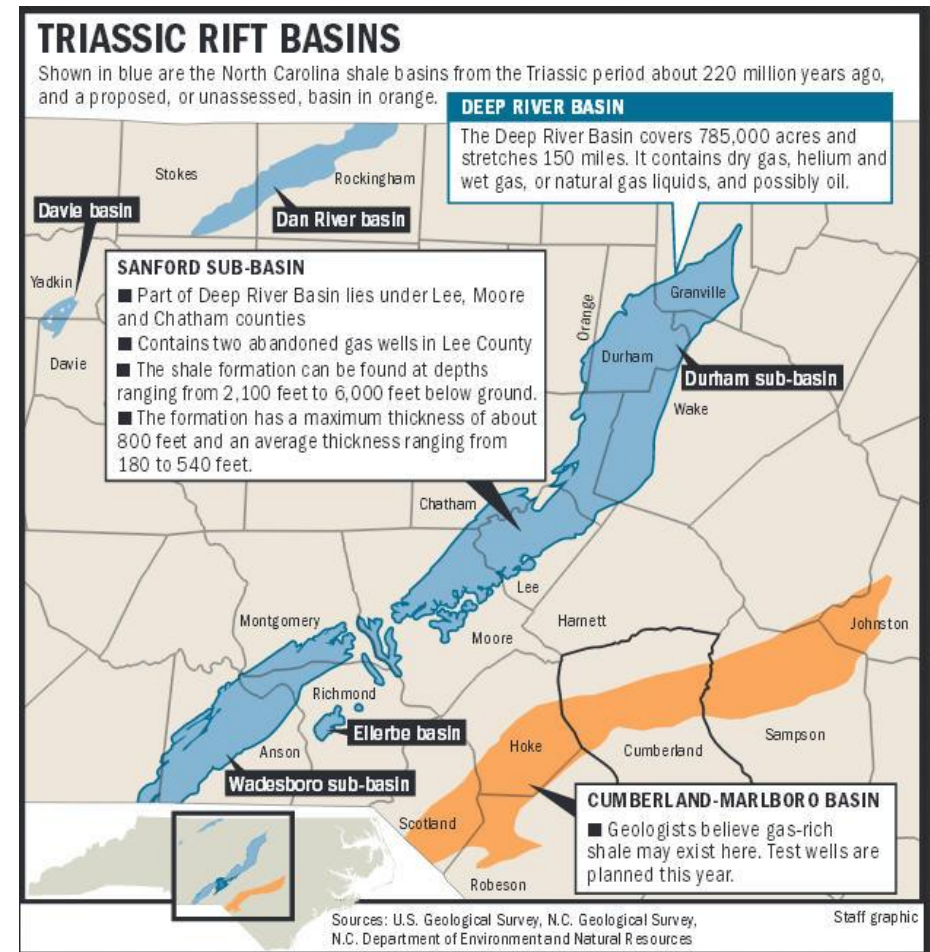 TRIASSIC RIFT BASINS
Shown in blue are the North Carolina shale basins from the Triassic period about 220 million years ago,
and a proposed, or unassessed, basin in orange.
DEEP RIVER BASIN
The Deep River Basin covers 785,000 acres and
stretches 150 miles. It contains dry gas, helium and
wet gas, or natural gas liquids, and possibly oil.
Stokes
Rockingham
Davie basin
Dan River basin
Yadkin
Davie
SANFORD SUB-BASIN
■ Part of Deep River Basin lies under Lee, Moore
and Chatham counties
■ Contains two abandoned gas wells in Lee County
■ The shale formation can be found at depths
ranging from 2,100 feet to 6,000 feet below ground.
■ The formation has a maximum thickness of about
800 feet and an average thickness ranging from
180 to 540 feet.
Orange
Granville
Durham
Durham sub-basin
Wake
Chatham
Lee
Harnett
Johnston
Montgomery
Moore
Richmond
Ellerbe basin
Anson
Wadesboro sub-basin
Hoke
Cumberland
Sampson
Scotland
Robeson
CUMBERLAND-MARLBORO BASIN
■ Geologists believe gas-rich
shale may exist here. Test wells are
planned this year.
Sources: U.S. Geological Survey, N.C. Geological Survey,
N.C. Department of Environment and Natural Resources
Staff graphic